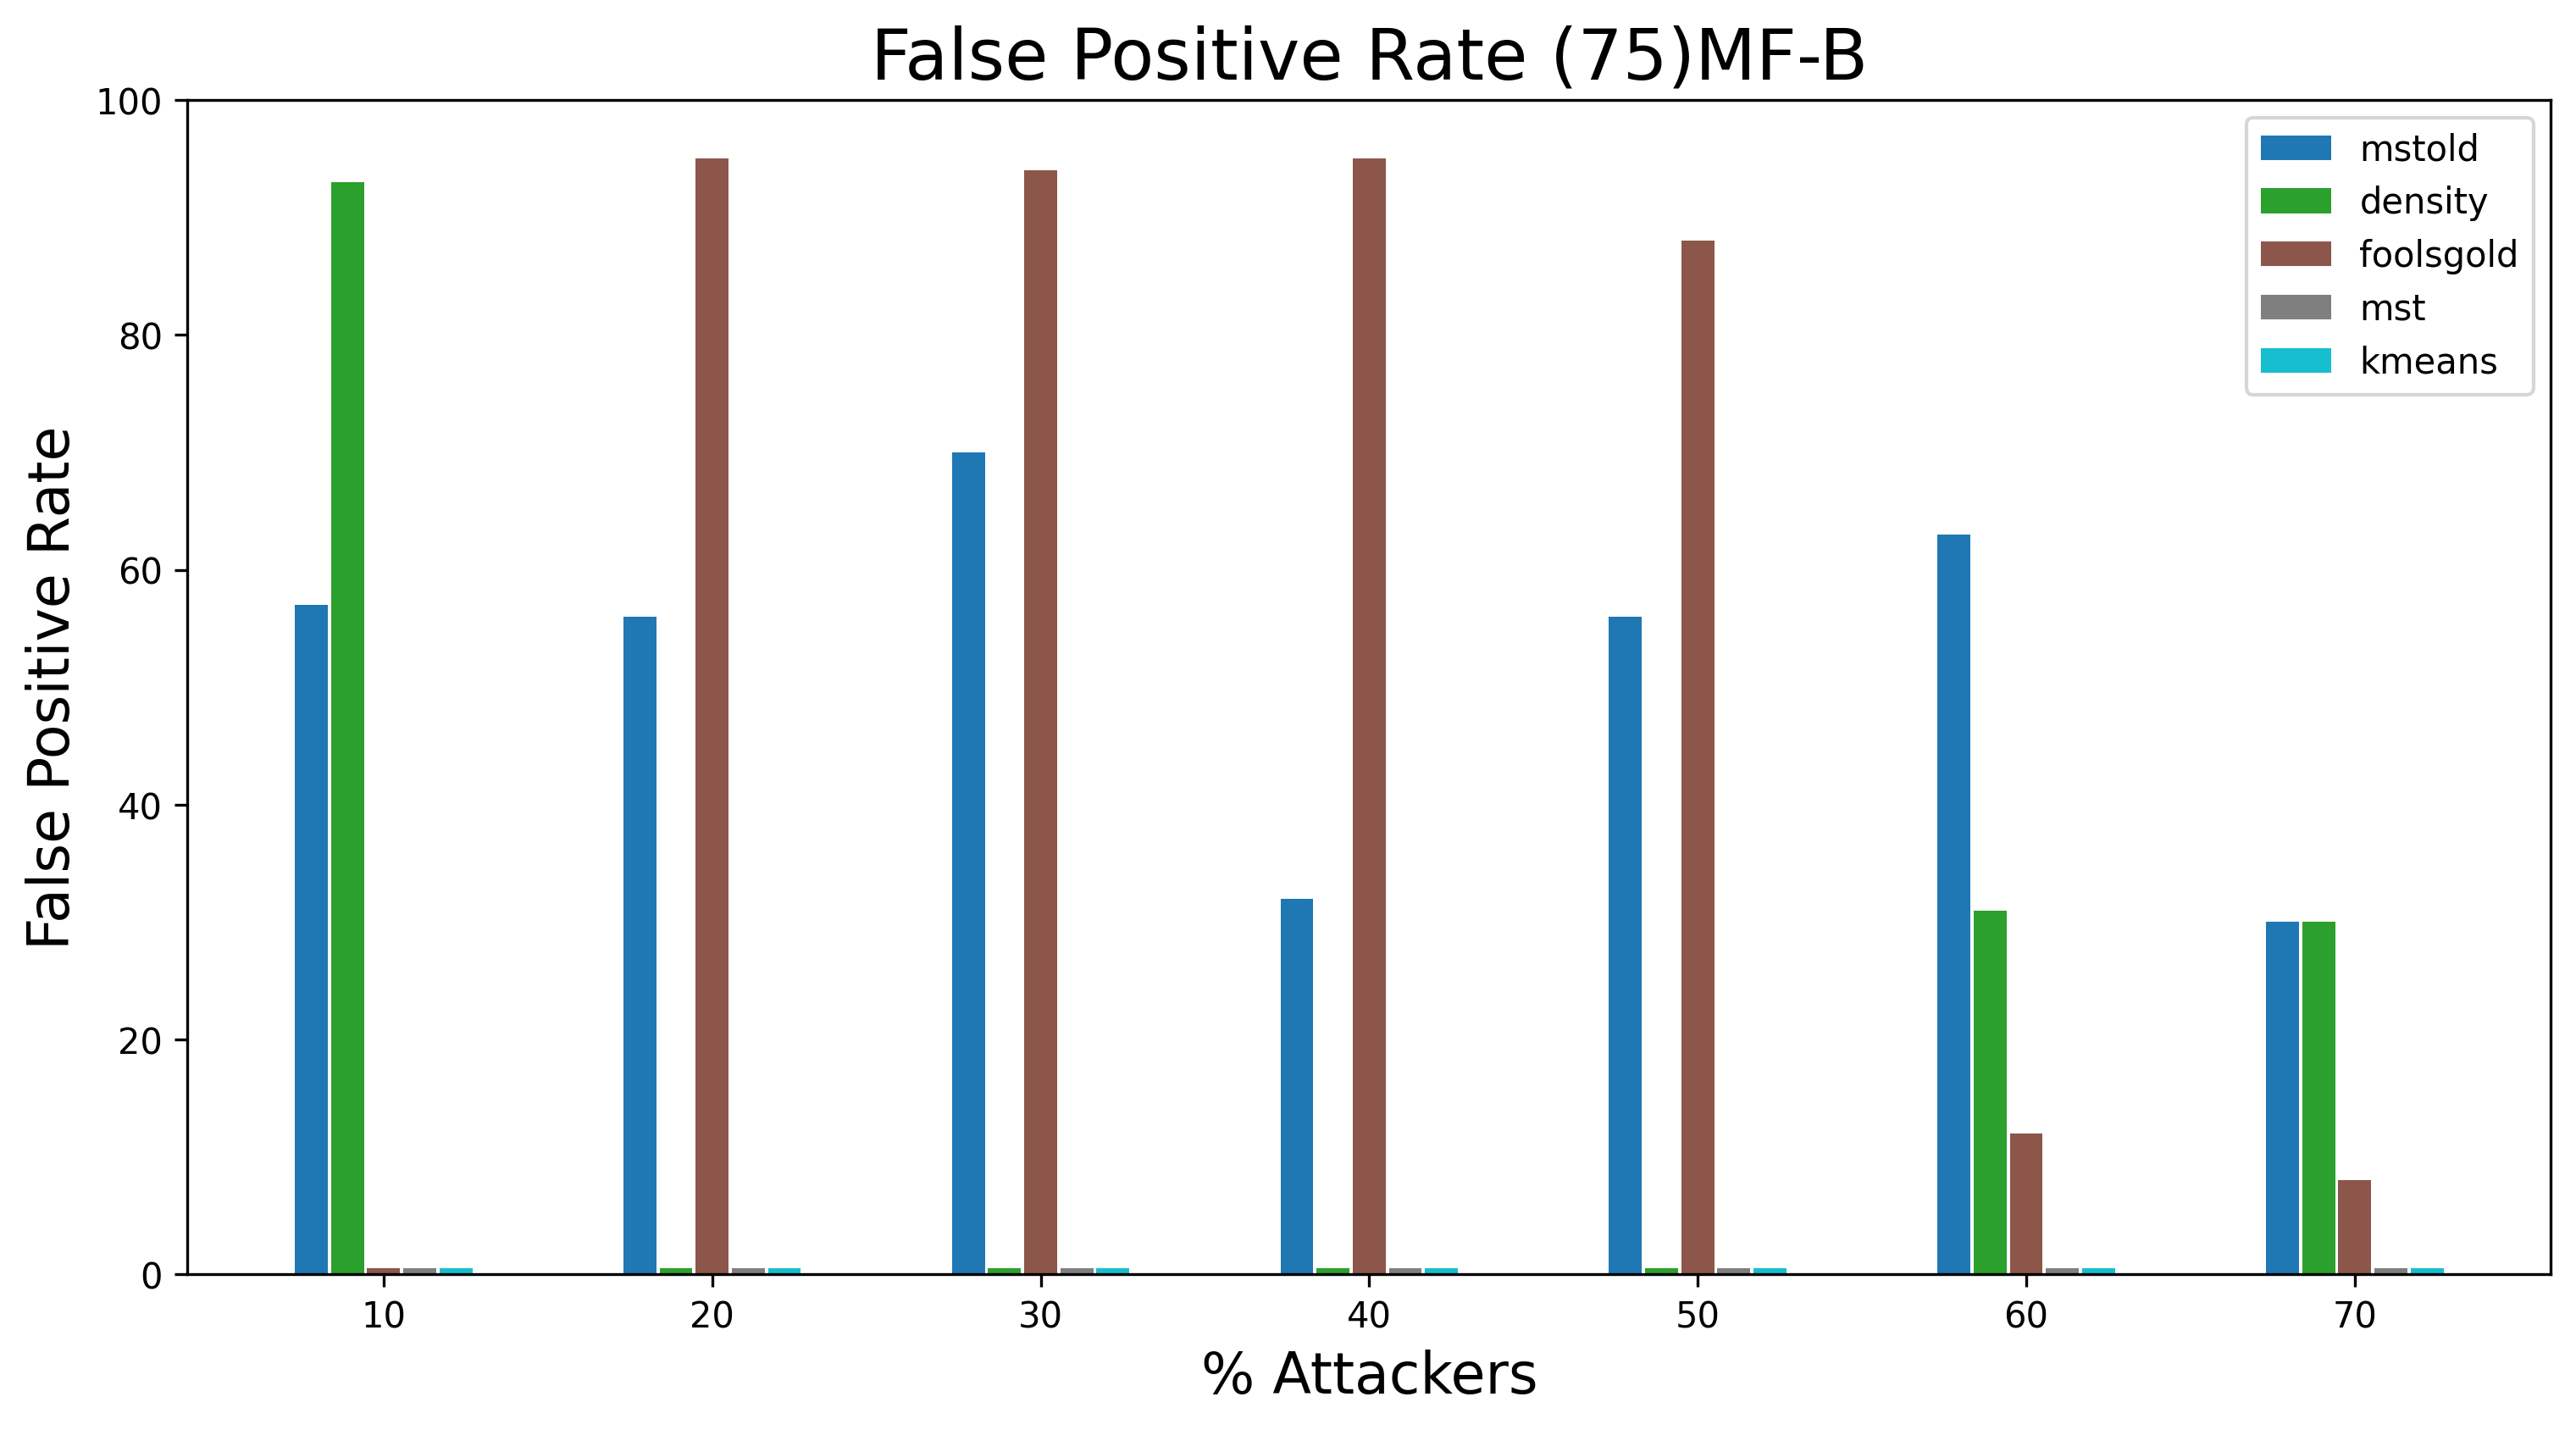 False Positive Rate (75)MF-B
100
80
60
40
20
0
False Positive Rate
mstold
density
foolsgold
mst
kmeans
10 20 30 40 50 60 70
% Attackers